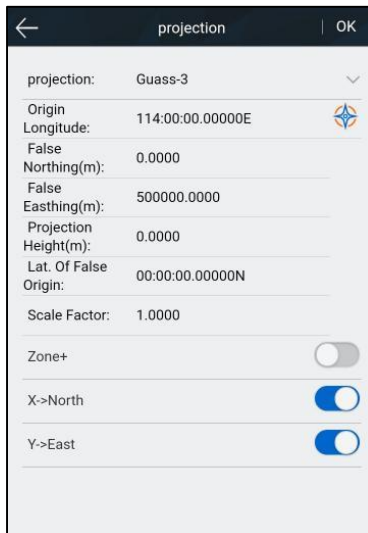 projection
OK
projection: Guass-3
Origin
Longitude: 114:00:00.00000E
False
Northing(m): 0.0000
False
Easthing(m): 500000.0000
Projection
Height(m): 0.0000
Lat. Of False
Origin: 00:00:00.00000N
Scale Factor: 1.0000
Zone+
X->North
Y->East